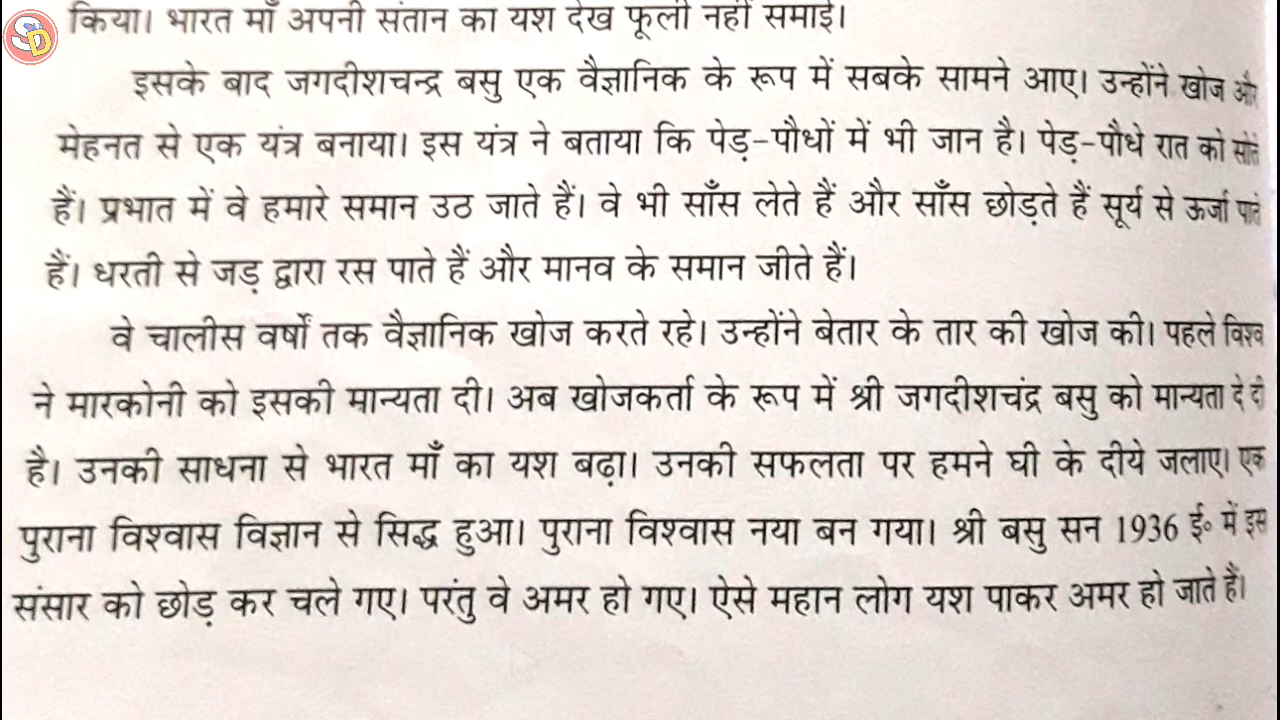 SD
किया। भारत माँ अपनी संतान का यश देख फूली नहीं समाई।
इसके बाद जगदीशचन्द्र बसु एक वैज्ञानिक के रूप में सबके सामने आए। उन्होंने खोज और
मेहनत से एक यंत्र बनाया। इस यंत्र ने बताया कि पेड़-पौधों में भी जान है। पेड़-पौधे रात को सोते
हैं। प्रभात में वे हमारे समान उठ जाते हैं। वे भी साँस लेते हैं और साँस छोड़ते हैं सूर्य से ऊर्जा पाते
हैं। धरती से जड़ द्वारा रस पाते हैं और मानव के समान जीते हैं।
वे चालीस वर्षों तक वैज्ञानिक खोज करते रहे। उन्होंने बेतार के तार की खोज की। पहले विश्व
ने मारकोनी को इसकी मान्यता दी। अब खोजकर्ता के रूप में श्री जगदीशचंद्र बसु को मान्यता दे दी
है। उनकी साधना से भारत माँ का यश बढ़ा। उनकी सफलता पर हमने घी के दीये जलाए। एक
पुराना विश्वास विज्ञान से सिद्ध हुआ। पुराना विश्वास नया बन गया। श्री बसु सन 1936 ई॰ में इस
संसार को छोड़ कर चले गए। परंतु वे अमर हो गए। ऐसे महान लोग यश पाकर अमर हो जाते हैं।